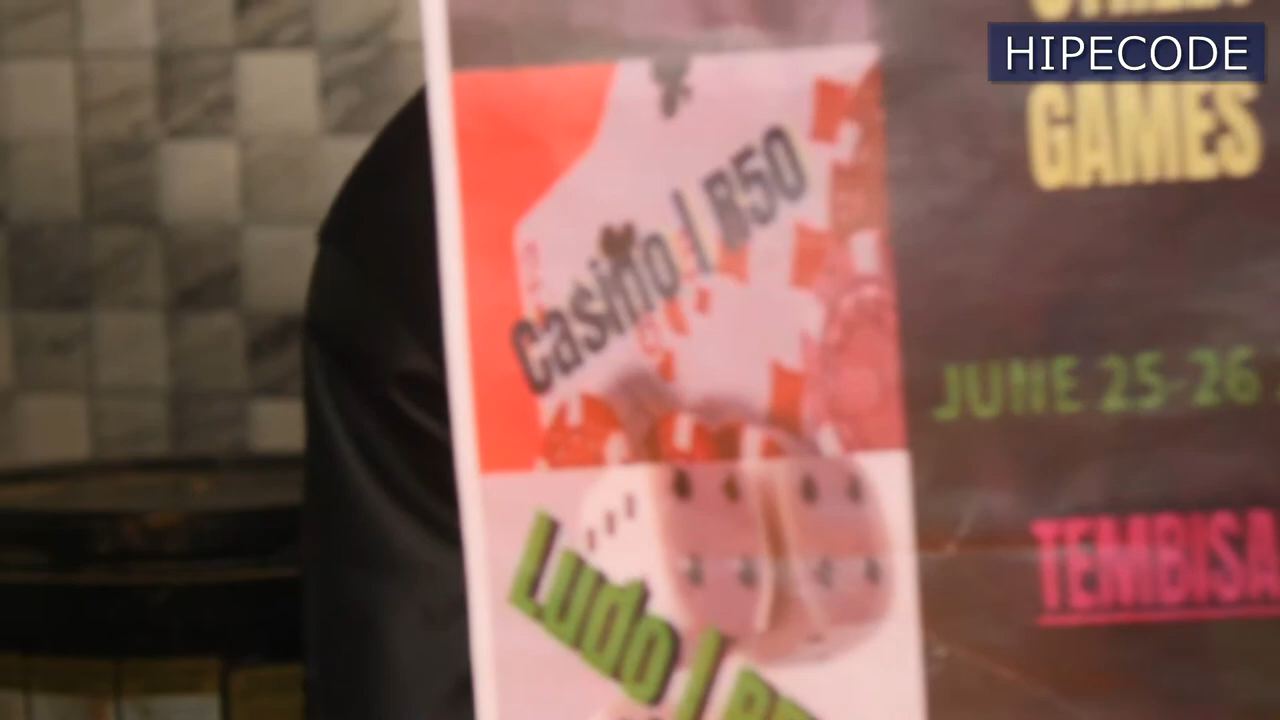 HIPECODE
GAMES
Casino | R50
JUNE 25-26
TEMBISA
Ludo |